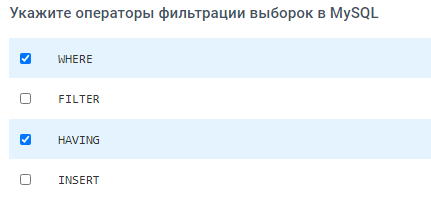 Укажите операторы фильтрации выборок в MySQL
WHERE
FILTER
HAVING
INSERT